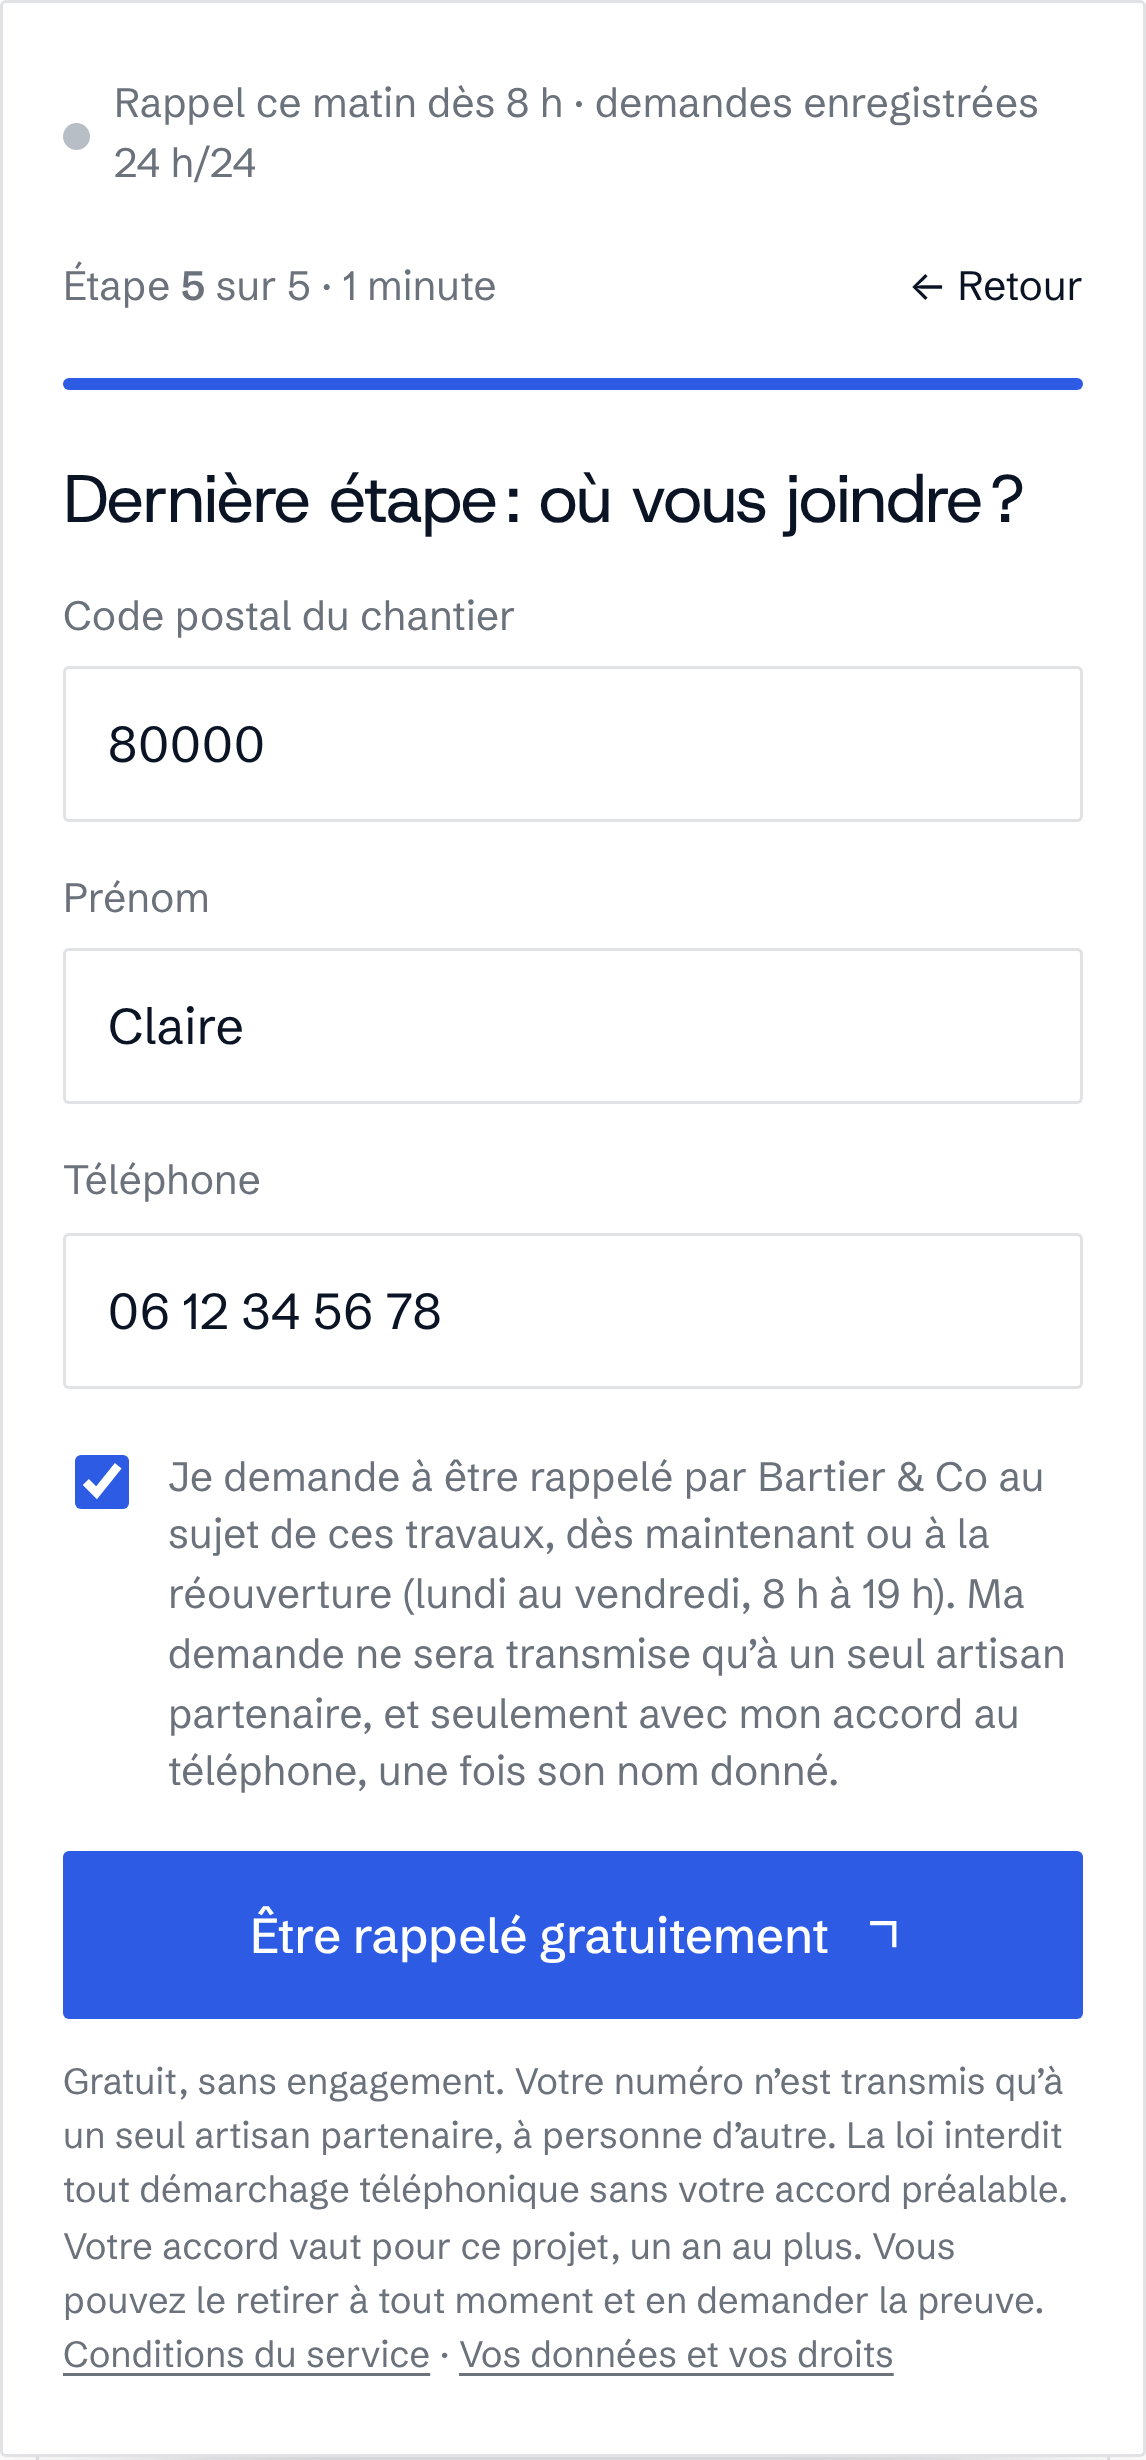 Rappel ce matin dès 8 h · demandes enregistrées
24 h/24
Étape 5 sur 5 · 1 minute
← Retour
Dernière étape : où vous joindre ?
Code postal du chantier
80000
Prénom
Claire
Téléphone
06 12 34 56 78
Je demande à être rappelé par Bartier & Co au
sujet de ces travaux, dès maintenant ou à la
réouverture (lundi au vendredi, 8 h à 19 h). Ma
demande ne sera transmise qu’à un seul artisan
partenaire, et seulement avec mon accord au
téléphone, une fois son nom donné.
Être rappelé gratuitement
Gratuit, sans engagement. Votre numéro n’est transmis qu’à
un seul artisan partenaire, à personne d’autre. La loi interdit
tout démarchage téléphonique sans votre accord préalable.
Votre accord vaut pour ce projet, un an au plus. Vous
pouvez le retirer à tout moment et en demander la preuve.
Conditions du service · Vos données et vos droits